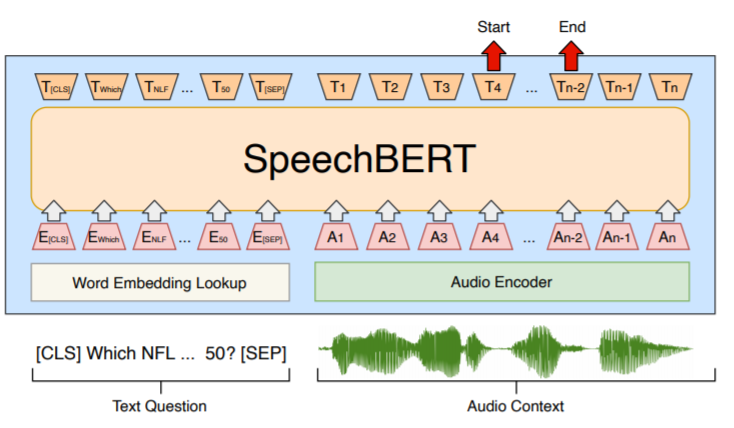 Start End
T[CLS] TWhich TNLF ... T50 T[SEP] T1 T2 T3 T4 ... Tn-2 Tn-1 Tn
SpeechBERT
E[CLS] EWhich ENLF ... E50 E[SEP] A1 A2 A3 A4 ... An-2 An-1 An
Word Embedding Lookup Audio Encoder
[CLS] Which NFL ... 50? [SEP]
Text Question Audio Context